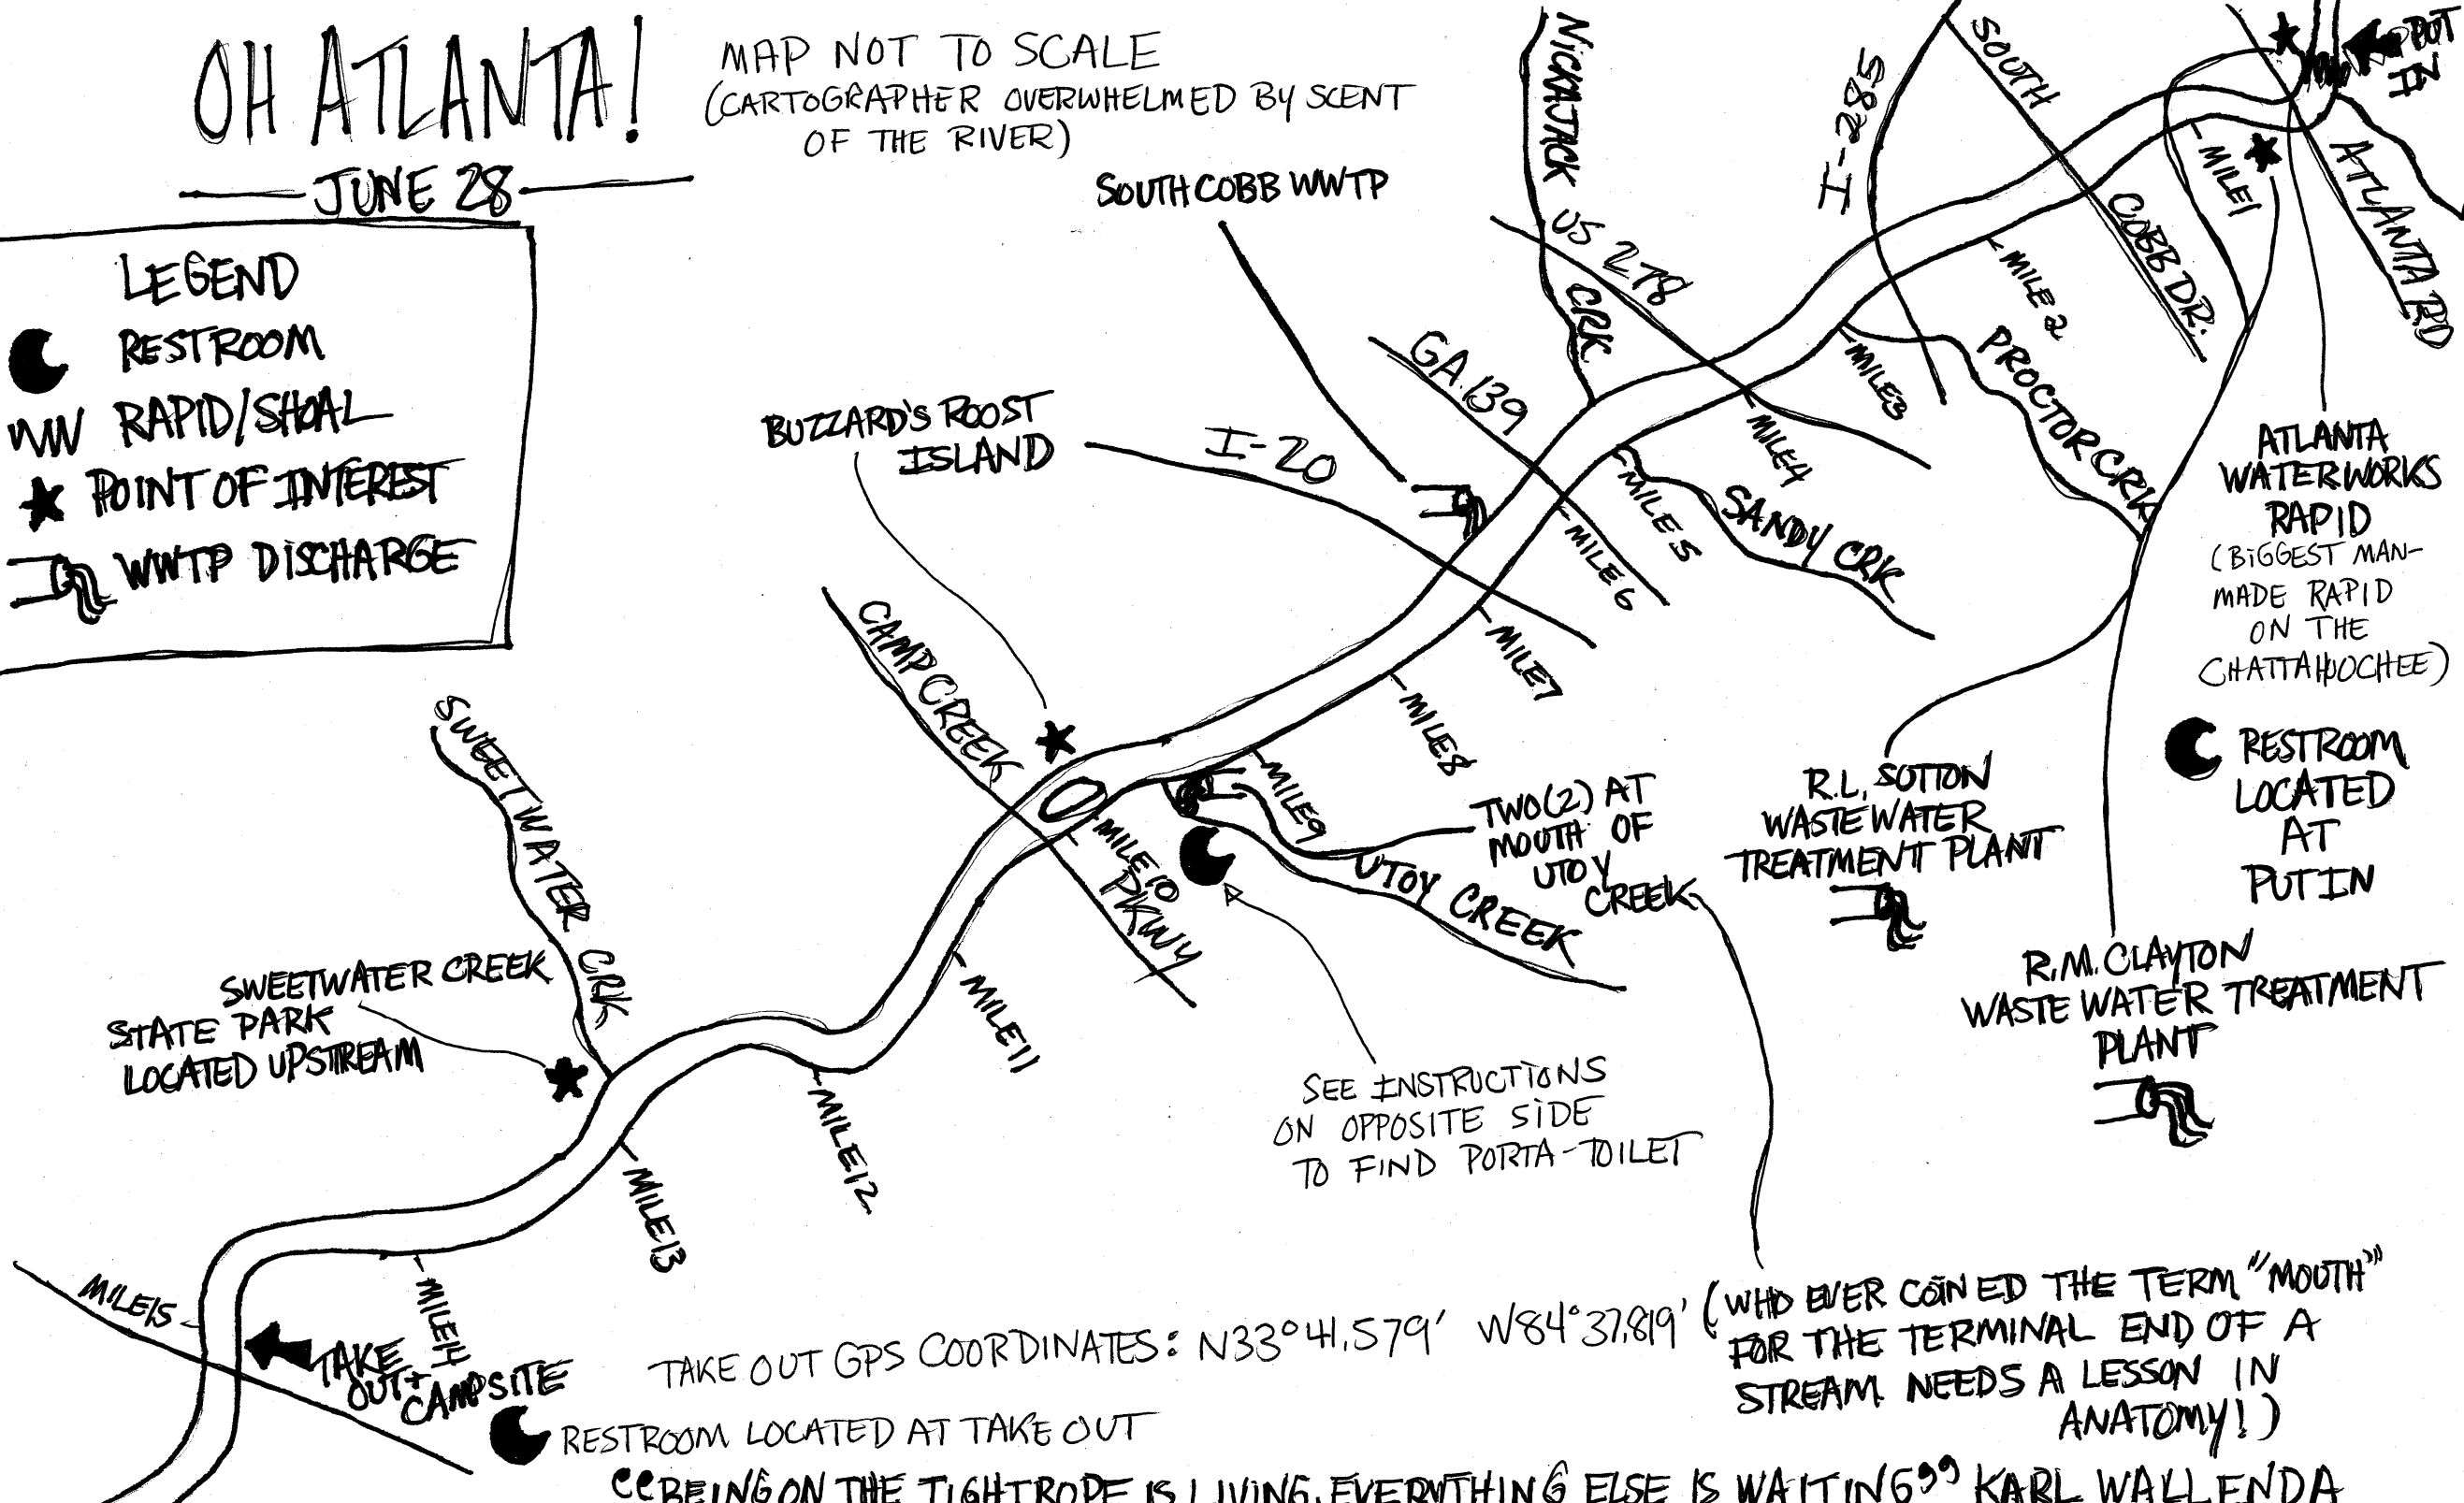 OH ATLANTA!
JUNE 28
MAP NOT TO SCALE
(CARTOGRAPHER OVERWHELMED BY SCENT
OF THE RIVER)
LEGEND
RESTROOM
RAPID/SHOAL
POINT OF INTEREST
WWTP DISCHARGE
SOUTH COBB WWTP
NICKAJACK
CRK
US 278
I-285
SOUTH
COBB DR.
PUT
IN
ATLANTA RD
MILE 1
MILE 2
MILE 3
MILE 4
MILE 5
MILE 6
MILE 7
MILE 8
MILE 9
MILE 10
MILE 11
MILE 12
MILE 13
MILE 14
MILE 15
PROCTOR CRK
SANDY CRK
GA 139
I-20
BUZZARD'S ROOST
ISLAND
CAMP CREEK
PKWY
ATLANTA
WATERWORKS
RAPID
(BIGGEST MAN-
MADE RAPID
ON THE
CHATTAHOOCHEE)
RESTROOM
LOCATED
AT
PUT IN
R.L. SUTTON
WASTEWATER
TREATMENT PLANT
R.M. CLAYTON
WASTE WATER TREATMENT
PLANT
TWO (2) AT
MOUTH OF
UTOY
CREEK
UTOY CREEK
SEE INSTRUCTIONS
ON OPPOSITE SIDE
TO FIND PORTA-TOILET
SWEETWATER CRK
SWEETWATER CREEK
STATE PARK
LOCATED UPSTREAM
TAKE
OUT +
CAMPSITE
RESTROOM LOCATED AT TAKE OUT
TAKE OUT GPS COORDINATES: N33°41.579' W84°37.819'
(WHO EVER COINED THE TERM "MOUTH"
FOR THE TERMINAL END OF A
STREAM NEEDS A LESSON IN
ANATOMY!)
"BEING ON THE TIGHTROPE IS LIVING. EVERYTHING ELSE IS WAITING" KARL WALLENDA